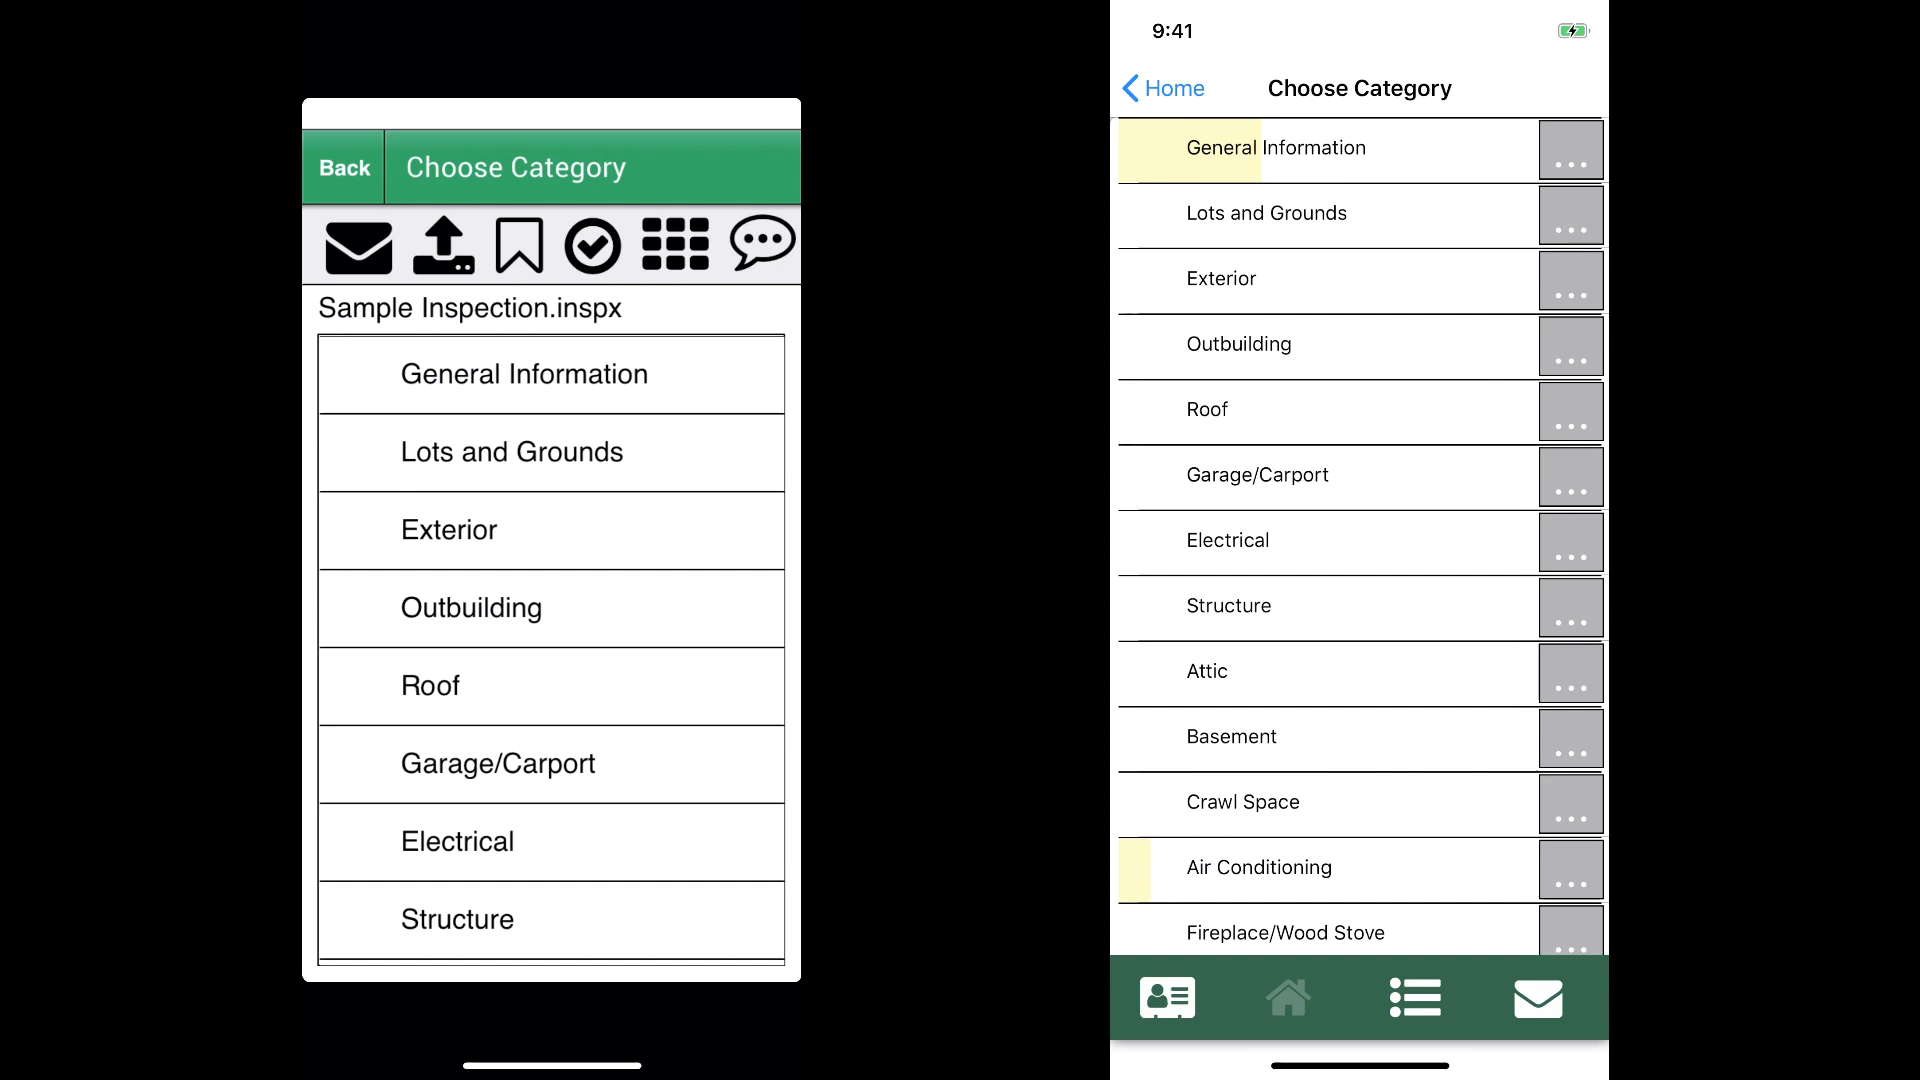 Back
Choose Category
Sample Inspection.inspx
General Information
Lots and Grounds
Exterior
Outbuilding
Roof
Garage/Carport
Electrical
Structure
9:41
Home
Choose Category
General Information
...
Lots and Grounds
...
Exterior
...
Outbuilding
...
Roof
...
Garage/Carport
...
Electrical
...
Structure
...
Attic
...
Basement
...
Crawl Space
...
Air Conditioning
...
Fireplace/Wood Stove
...